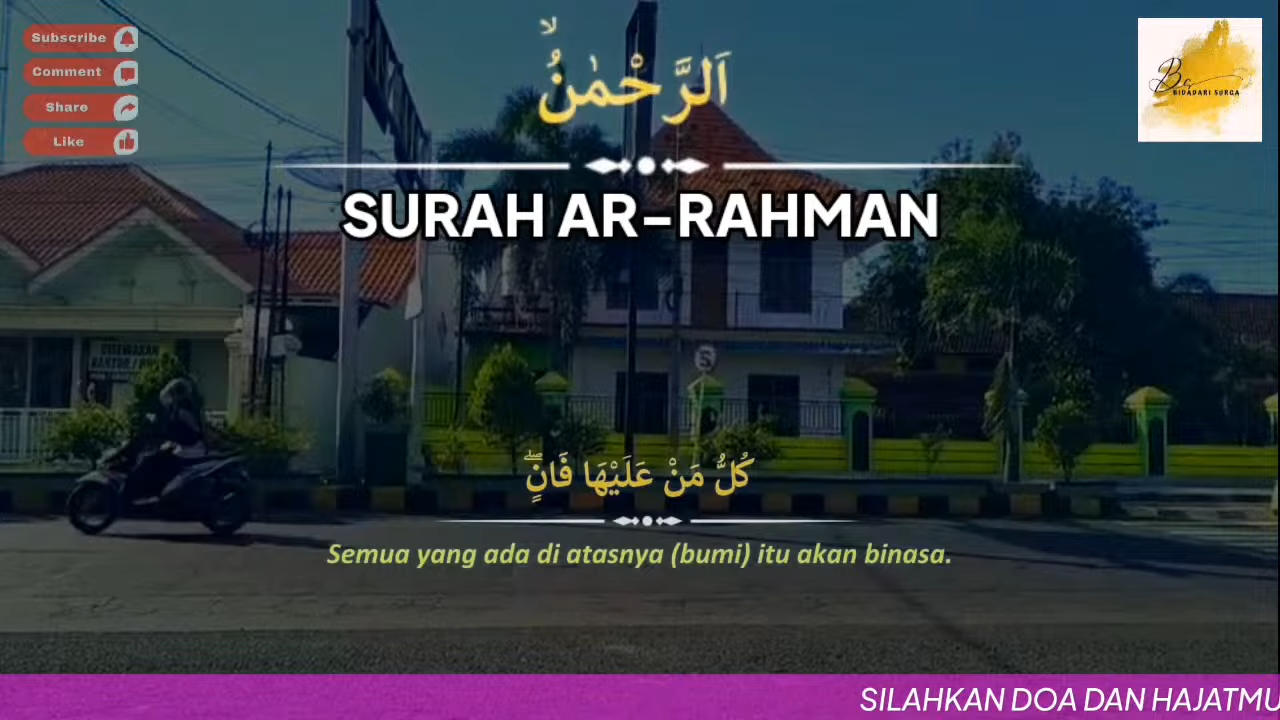 Subscribe
Comment
Share
Like
اَلرَّحْمٰنُۙ
Bs
BIDADARI SURGA
SURAH AR-RAHMAN
كُلُّ مَنْ عَلَيْهَا فَانٍۖ
Semua yang ada di atasnya (bumi) itu akan binasa.
SILAHKAN DOA DAN HAJATMU